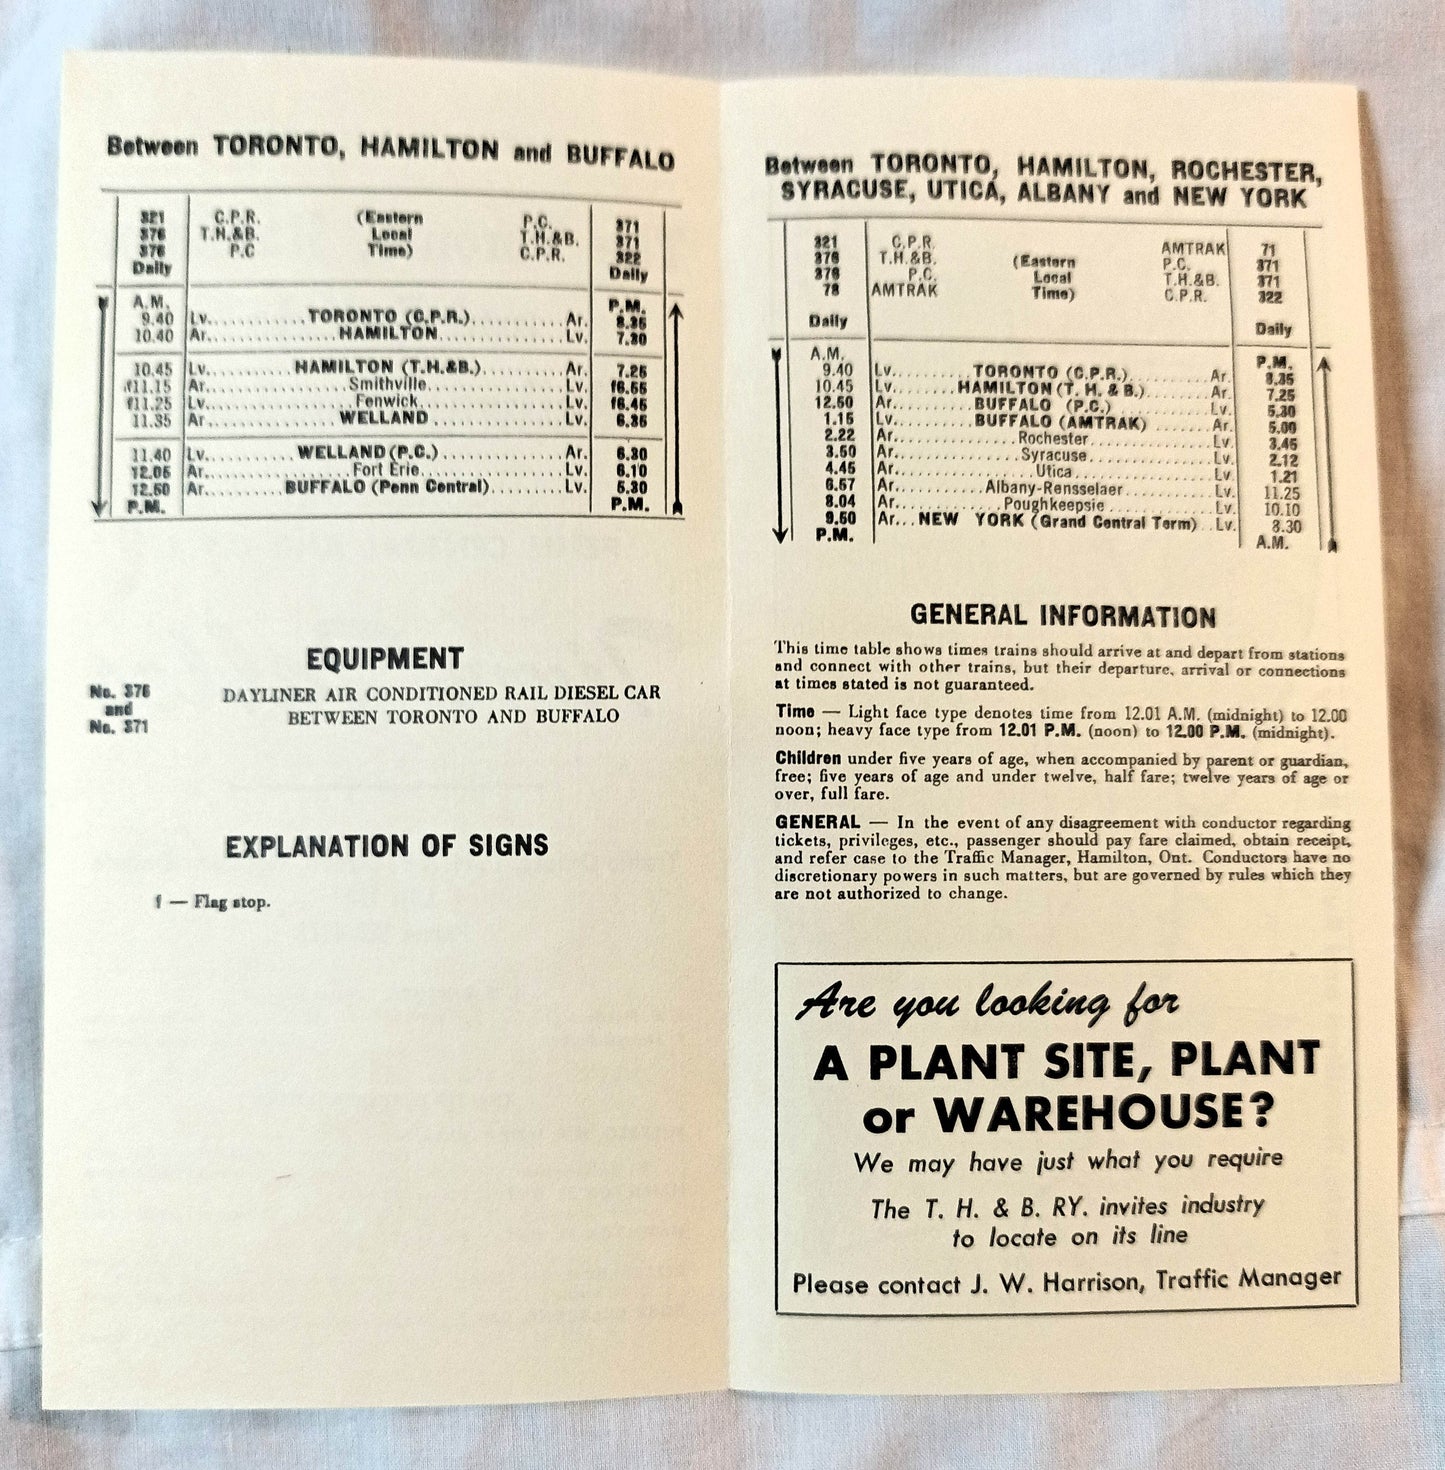 Between TORONTO, HAMILTON and BUFFALO
321 C.P.R. (Eastern P.C. 371
376 T.H.&B. Local T.H.&B. 371
376 P.C Time) C.P.R. 322
Daily Daily
A.M. P.M.
9.40 Lv. TORONTO (C.P.R.) Ar. 8.35
10.40 Ar. HAMILTON Lv. 7.30
10.45 Lv. HAMILTON (T.H.&B.) Ar. 7.25
f11.15 Ar. Smithville Lv. f6.55
f11.25 Lv. Fenwick Lv. f6.45
11.35 Ar WELLAND Lv. 6.35
11.40 Lv. WELLAND (P.C.) Ar. 6.30
12.05 Ar. Fort Erie Lv. 6.10
12.50 Ar. BUFFALO (Penn Central) Lv. 5.30
P.M. P.M.
EQUIPMENT
No. 376 DAYLINER AIR CONDITIONED RAIL DIESEL CAR
and
No. 371 BETWEEN TORONTO AND BUFFALO
EXPLANATION OF SIGNS
f — Flag stop.
Between TORONTO, HAMILTON, ROCHESTER,
SYRACUSE, UTICA, ALBANY and NEW YORK
321 C.P.R. AMTRAK 71
376 T.H.&B. (Eastern P.C. 371
376 P.C. Local T.H.&B. 371
78 AMTRAK Time) C.P.R. 322
Daily Daily
A.M. P.M.
9.40 Lv. TORONTO (C.P.R.) Ar. 8.35
10.45 Lv. HAMILTON (T. H. & B.) Ar. 7.25
12.50 Ar. BUFFALO (P.C.) Lv. 5.30
1.15 Lv. BUFFALO (AMTRAK) Ar. 5.00
2.22 Ar. Rochester Lv. 3.45
3.50 Ar. Syracuse Lv. 2.12
4.45 Ar. Utica Lv. 1.21
6.57 Ar. Albany-Rensselaer Lv. 11.25
8.04 Ar. Poughkeepsie Lv. 10.10
9.50 Ar. NEW YORK (Grand Central Term) Lv. 8.30
P.M. A.M.
GENERAL INFORMATION
This time table shows times trains should arrive at and depart from stations
and connect with other trains, but their departure, arrival or connections
at times stated is not guaranteed.
Time — Light face type denotes time from 12.01 A.M. (midnight) to 12.00
noon; heavy face type from 12.01 P.M. (noon) to 12.00 P.M. (midnight).
Children under five years of age, when accompanied by parent or guardian,
free; five years of age and under twelve, half fare; twelve years of age or
over, full fare.
GENERAL — In the event of any disagreement with conductor regarding
tickets, privileges, etc., passenger should pay fare claimed, obtain receipt,
and refer case to the Traffic Manager, Hamilton, Ont. Conductors have no
discretionary powers in such matters, but are governed by rules which they
are not authorized to change.
Are you looking for
A PLANT SITE, PLANT
or WAREHOUSE?
We may have just what you require
The T. H. & B. RY. invites industry
to locate on its line
Please contact J. W. Harrison, Traffic Manager